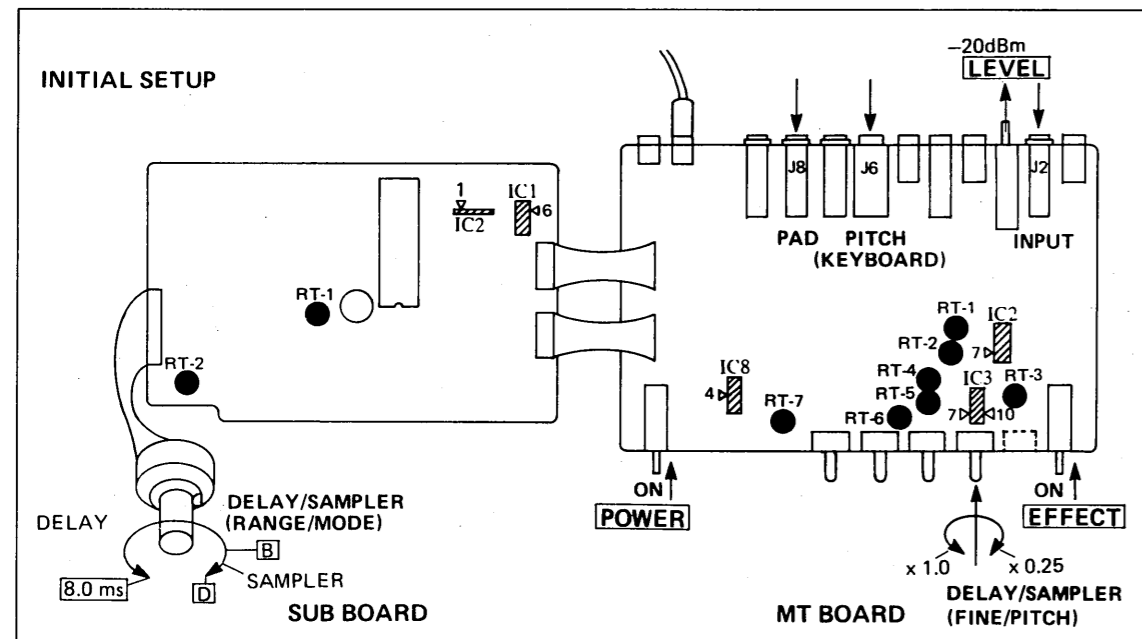 INITIAL SETUP
−20dBm
LEVEL
J8
J6
J2
PAD
PITCH
(KEYBOARD)
INPUT
1
IC2
IC1
6
RT-1
RT-2
RT-1
RT-2
IC2
7
RT-4
RT-5
RT-6
IC3
7
10
RT-3
IC8
4
RT-7
ON
POWER
ON
EFFECT
DELAY
DELAY/SAMPLER
(RANGE/MODE)
B
SAMPLER
8.0 ms
D
x 1.0
x 0.25
DELAY/SAMPLER
(FINE/PITCH)
SUB BOARD
MT BOARD